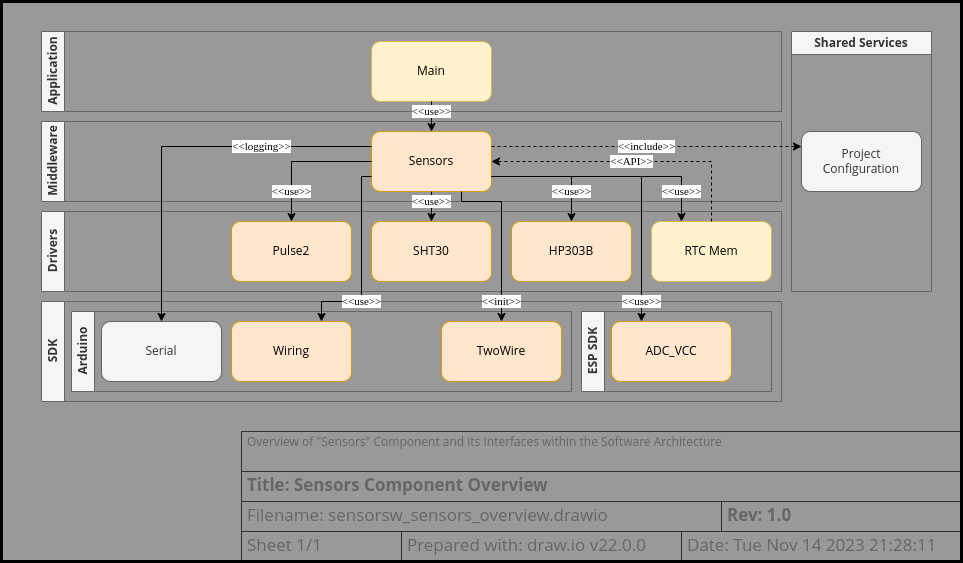 Application
Main
Shared Services
<<use>>
Middleware
Sensors
<<logging>>
<<include>>
<<API>>
Project
Configuration
<<use>>
<<use>>
<<use>>
<<use>>
Drivers
Pulse2
SHT30
HP303B
RTC Mem
<<use>>
<<init>>
<<use>>
SDK
Arduino
Serial
Wiring
TwoWire
ESP SDK
ADC_VCC
Overview of "Sensors" Component and its Interfaces within the Software Architecture
Title: Sensors Component Overview
Filename: sensorsw_sensors_overview.drawio
Rev: 1.0
Sheet 1/1
Prepared with: draw.io v22.0.0
Date: Tue Nov 14 2023 21:28:11